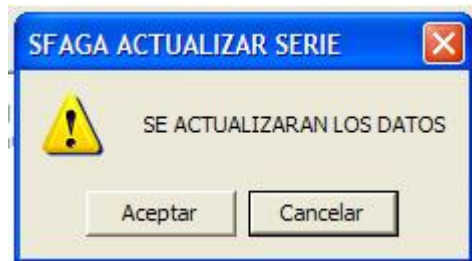 SFAGA ACTUALIZAR SERIE
SE ACTUALIZARAN LOS DATOS
Aceptar
Cancelar